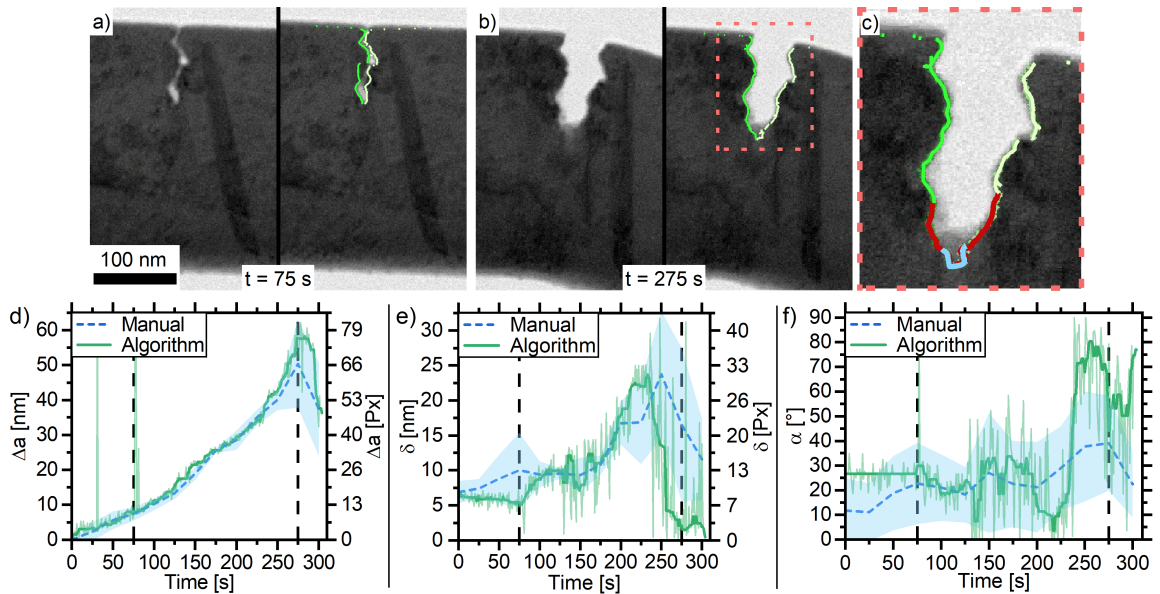 a)
b)
c)
100 nm
t = 75 s
t = 275 s
d)
Manual
Algorithm
60
50
40
30
20
10
0
Δa [nm]
79
66
53
40
26
13
0
Δa [Px]
0 50 100 150 200 250 300
Time [s]
e)
Manual
Algorithm
30
25
20
15
10
5
0
δ [nm]
40
33
26
20
13
7
0
δ [Px]
0 50 100 150 200 250 300
Time [s]
f)
Manual
Algorithm
90
80
70
60
50
40
30
20
10
0
α [°]
0 50 100 150 200 250 300
Time [s]